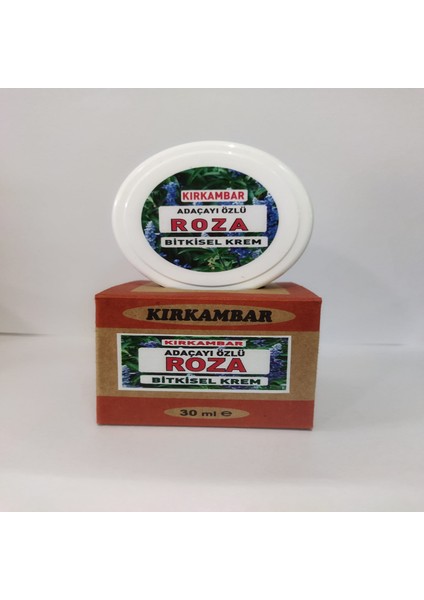 KIRKAMBAR
ADAÇAYI ÖZLÜ
ROZA
BİTKİSEL KREM
KIRKAMBAR
KIRKAMBAR
ADAÇAYI ÖZLÜ
ROZA
BİTKİSEL KREM
30 ml ℮